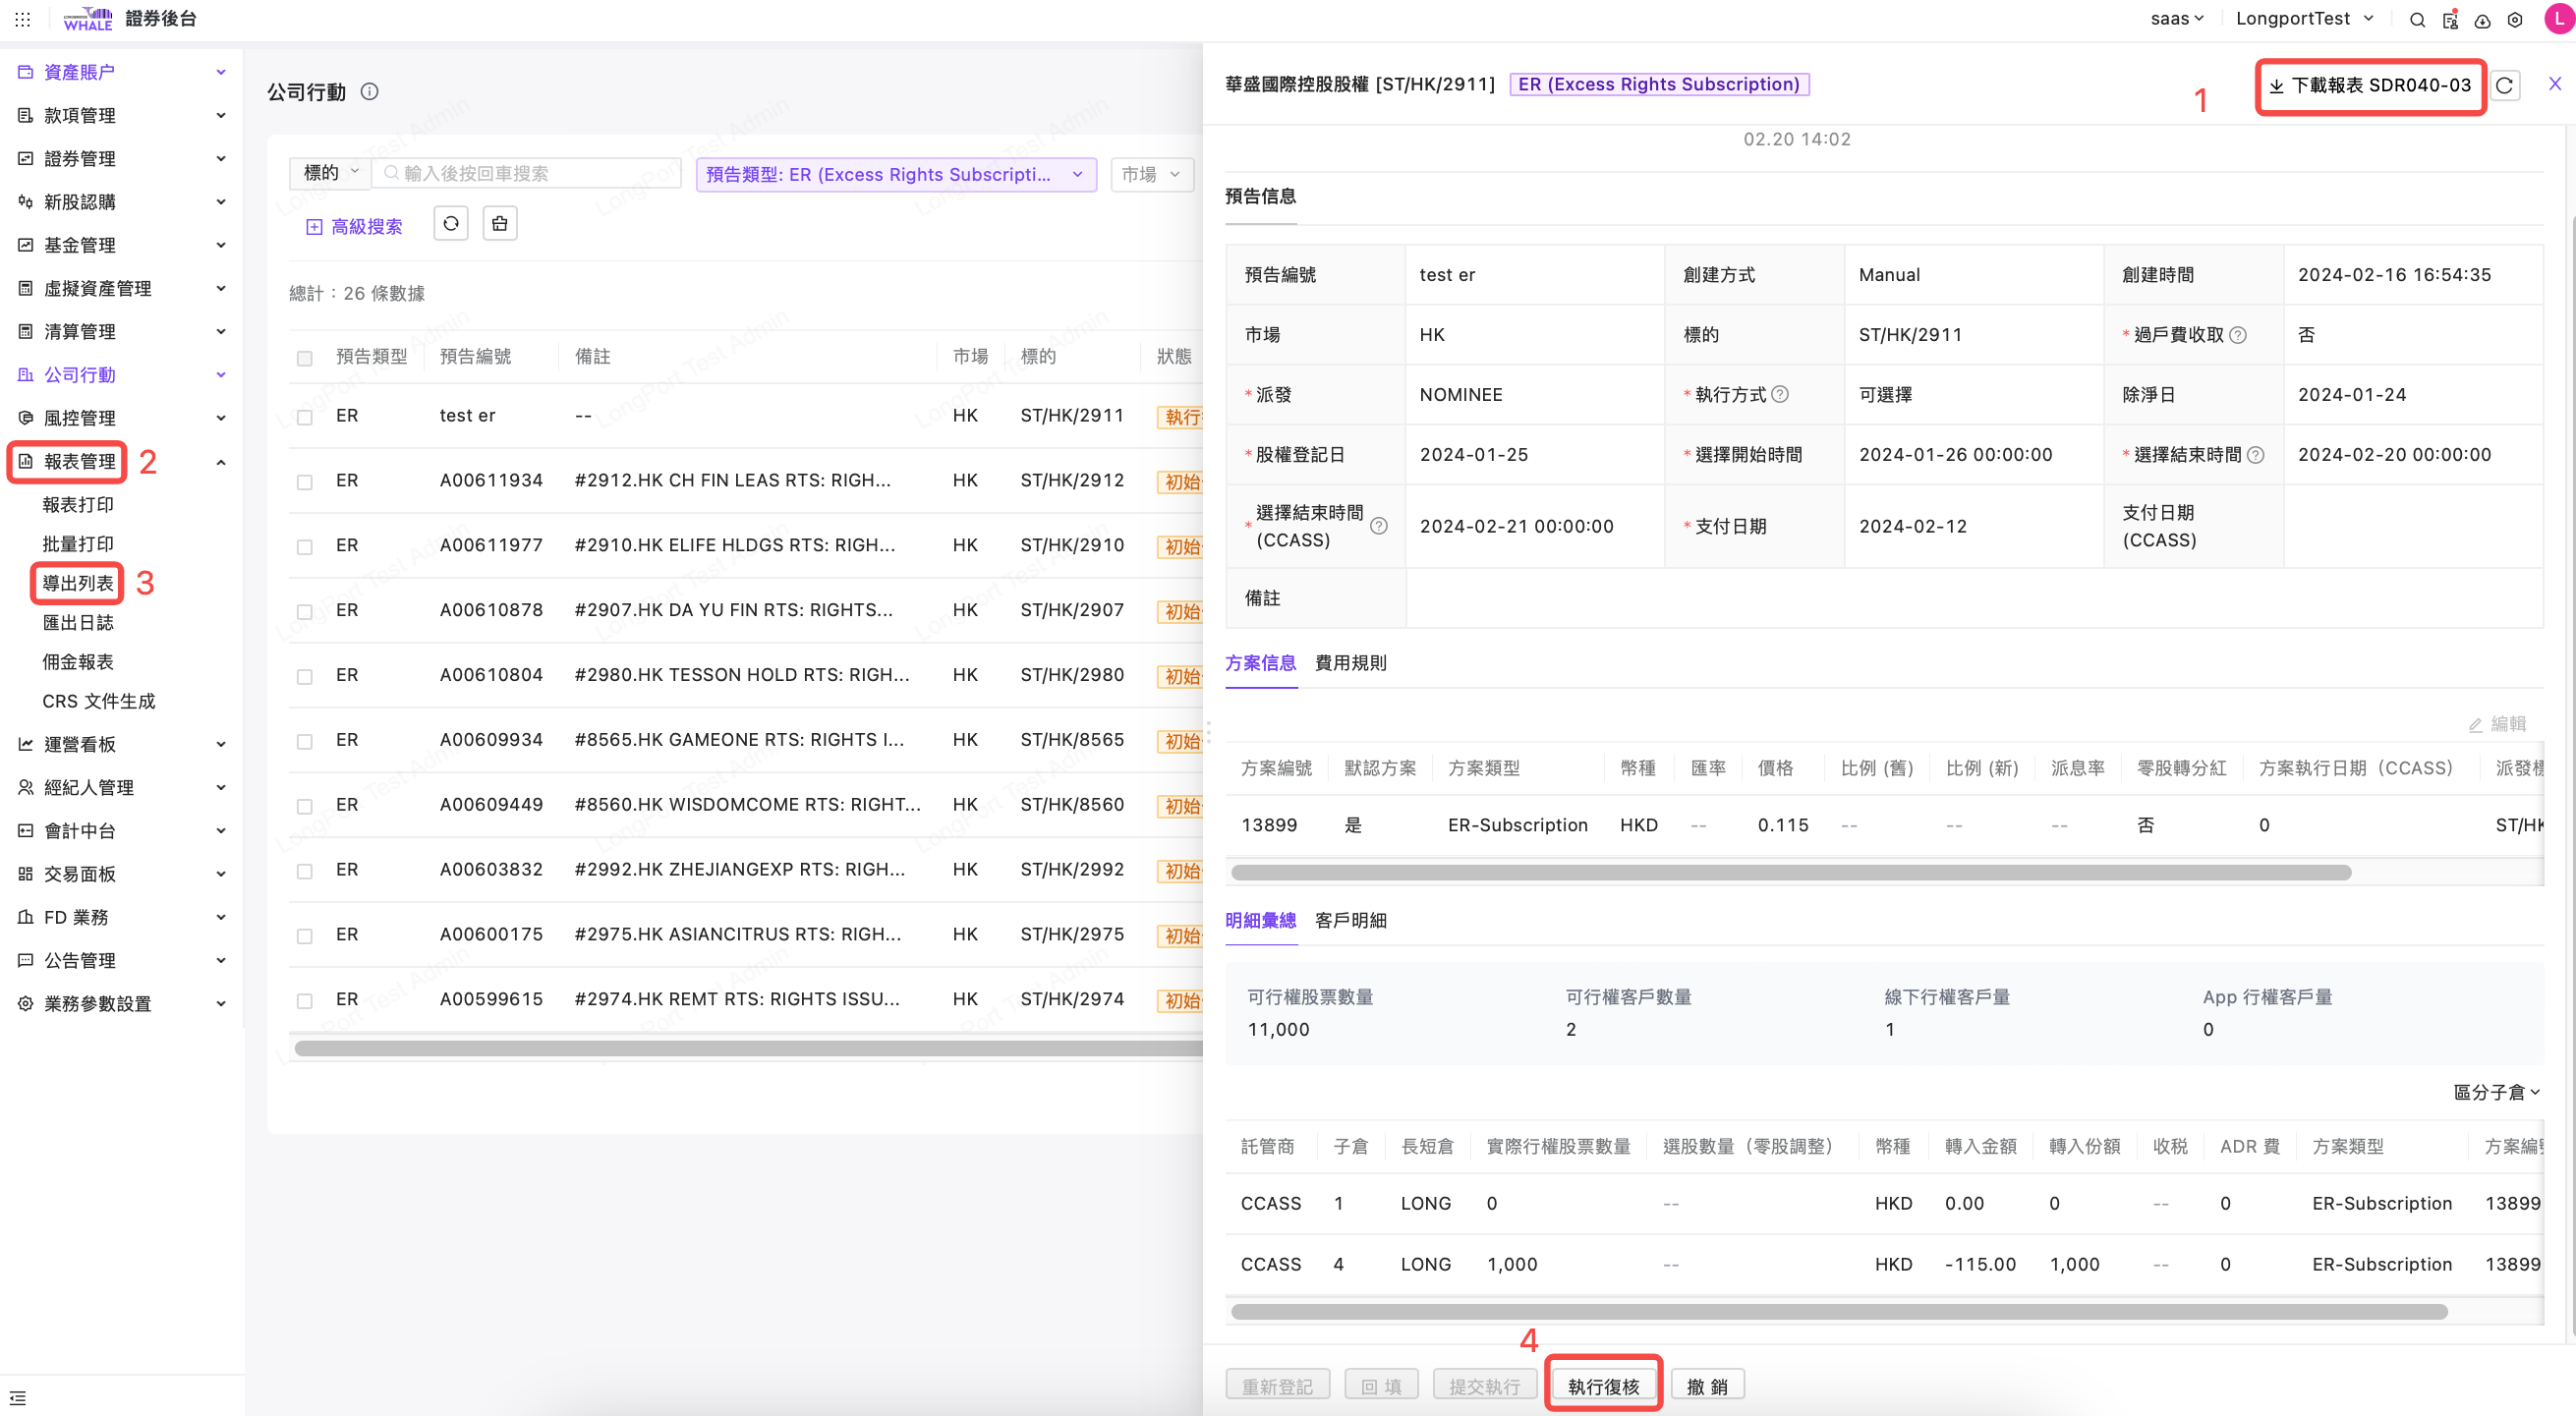 WHALE 證券後台
saas
LongportTest
L
資產賬户
款項管理
證券管理
新股認購
基金管理
虛擬資產管理
清算管理
公司行動
風控管理
報表管理 2
報表打印
批量打印
導出列表 3
匯出日誌
佣金報表
CRS 文件生成
運營看板
經紀人管理
會計中台
交易面板
FD 業務
公告管理
業務參數設置
公司行動
標的 輸入後按回車搜索 預告類型: ER (Excess Rights Subscripti... 市場
高級搜索
總計：26 條數據
預告類型 預告編號 備註 市場 標的 狀態
ER test er -- HK ST/HK/2911 執行
ER A00611934 #2912.HK CH FIN LEAS RTS: RIGH... HK ST/HK/2912 初始
ER A00611977 #2910.HK ELIFE HLDGS RTS: RIGH... HK ST/HK/2910 初始
ER A00610878 #2907.HK DA YU FIN RTS: RIGHTS... HK ST/HK/2907 初始
ER A00610804 #2980.HK TESSON HOLD RTS: RIGH... HK ST/HK/2980 初始
ER A00609934 #8565.HK GAMEONE RTS: RIGHTS I... HK ST/HK/8565 初始
ER A00609449 #8560.HK WISDOMCOME RTS: RIGHT... HK ST/HK/8560 初始
ER A00603832 #2992.HK ZHEJIANGEXP RTS: RIGH... HK ST/HK/2992 初始
ER A00600175 #2975.HK ASIANCITRUS RTS: RIGH... HK ST/HK/2975 初始
ER A00599615 #2974.HK REMT RTS: RIGHTS ISSU... HK ST/HK/2974 初始
LongPort Test Admin
華盛國際控股股權 [ST/HK/2911] ER (Excess Rights Subscription) 1 下載報表 SDR040-03
02.20 14:02
預告信息
預告編號 test er 創建方式 Manual 創建時間 2024-02-16 16:54:35
市場 HK 標的 ST/HK/2911 * 過戶費收取 否
* 派發 NOMINEE * 執行方式 可選擇 除淨日 2024-01-24
* 股權登記日 2024-01-25 * 選擇開始時間 2024-01-26 00:00:00 * 選擇結束時間 2024-02-20 00:00:00
* 選擇結束時間 (CCASS) 2024-02-21 00:00:00 * 支付日期 2024-02-12 支付日期 (CCASS)
備註
方案信息 費用規則
編輯
方案編號 默認方案 方案類型 幣種 匯率 價格 比例 (舊) 比例 (新) 派息率 零股轉分紅 方案執行日期（CCASS） 派發
13899 是 ER-Subscription HKD -- 0.115 -- -- -- 否 0 ST/HK
明細彙總 客戶明細
可行權股票數量 可行權客戶數量 線下行權客戶量 App 行權客戶量
11,000 2 1 0
區分子倉
託管商 子倉 長短倉 實際行權股票數量 選股數量（零股調整） 幣種 轉入金額 轉入份額 收税 ADR 費 方案類型 方案編
CCASS 1 LONG 0 -- HKD 0.00 0 -- 0 ER-Subscription 13899
CCASS 4 LONG 1,000 -- HKD -115.00 1,000 -- 0 ER-Subscription 13899
4
重新登記 回 填 提交執行 執行復核 撤 銷